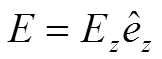 E = E_z ê_z